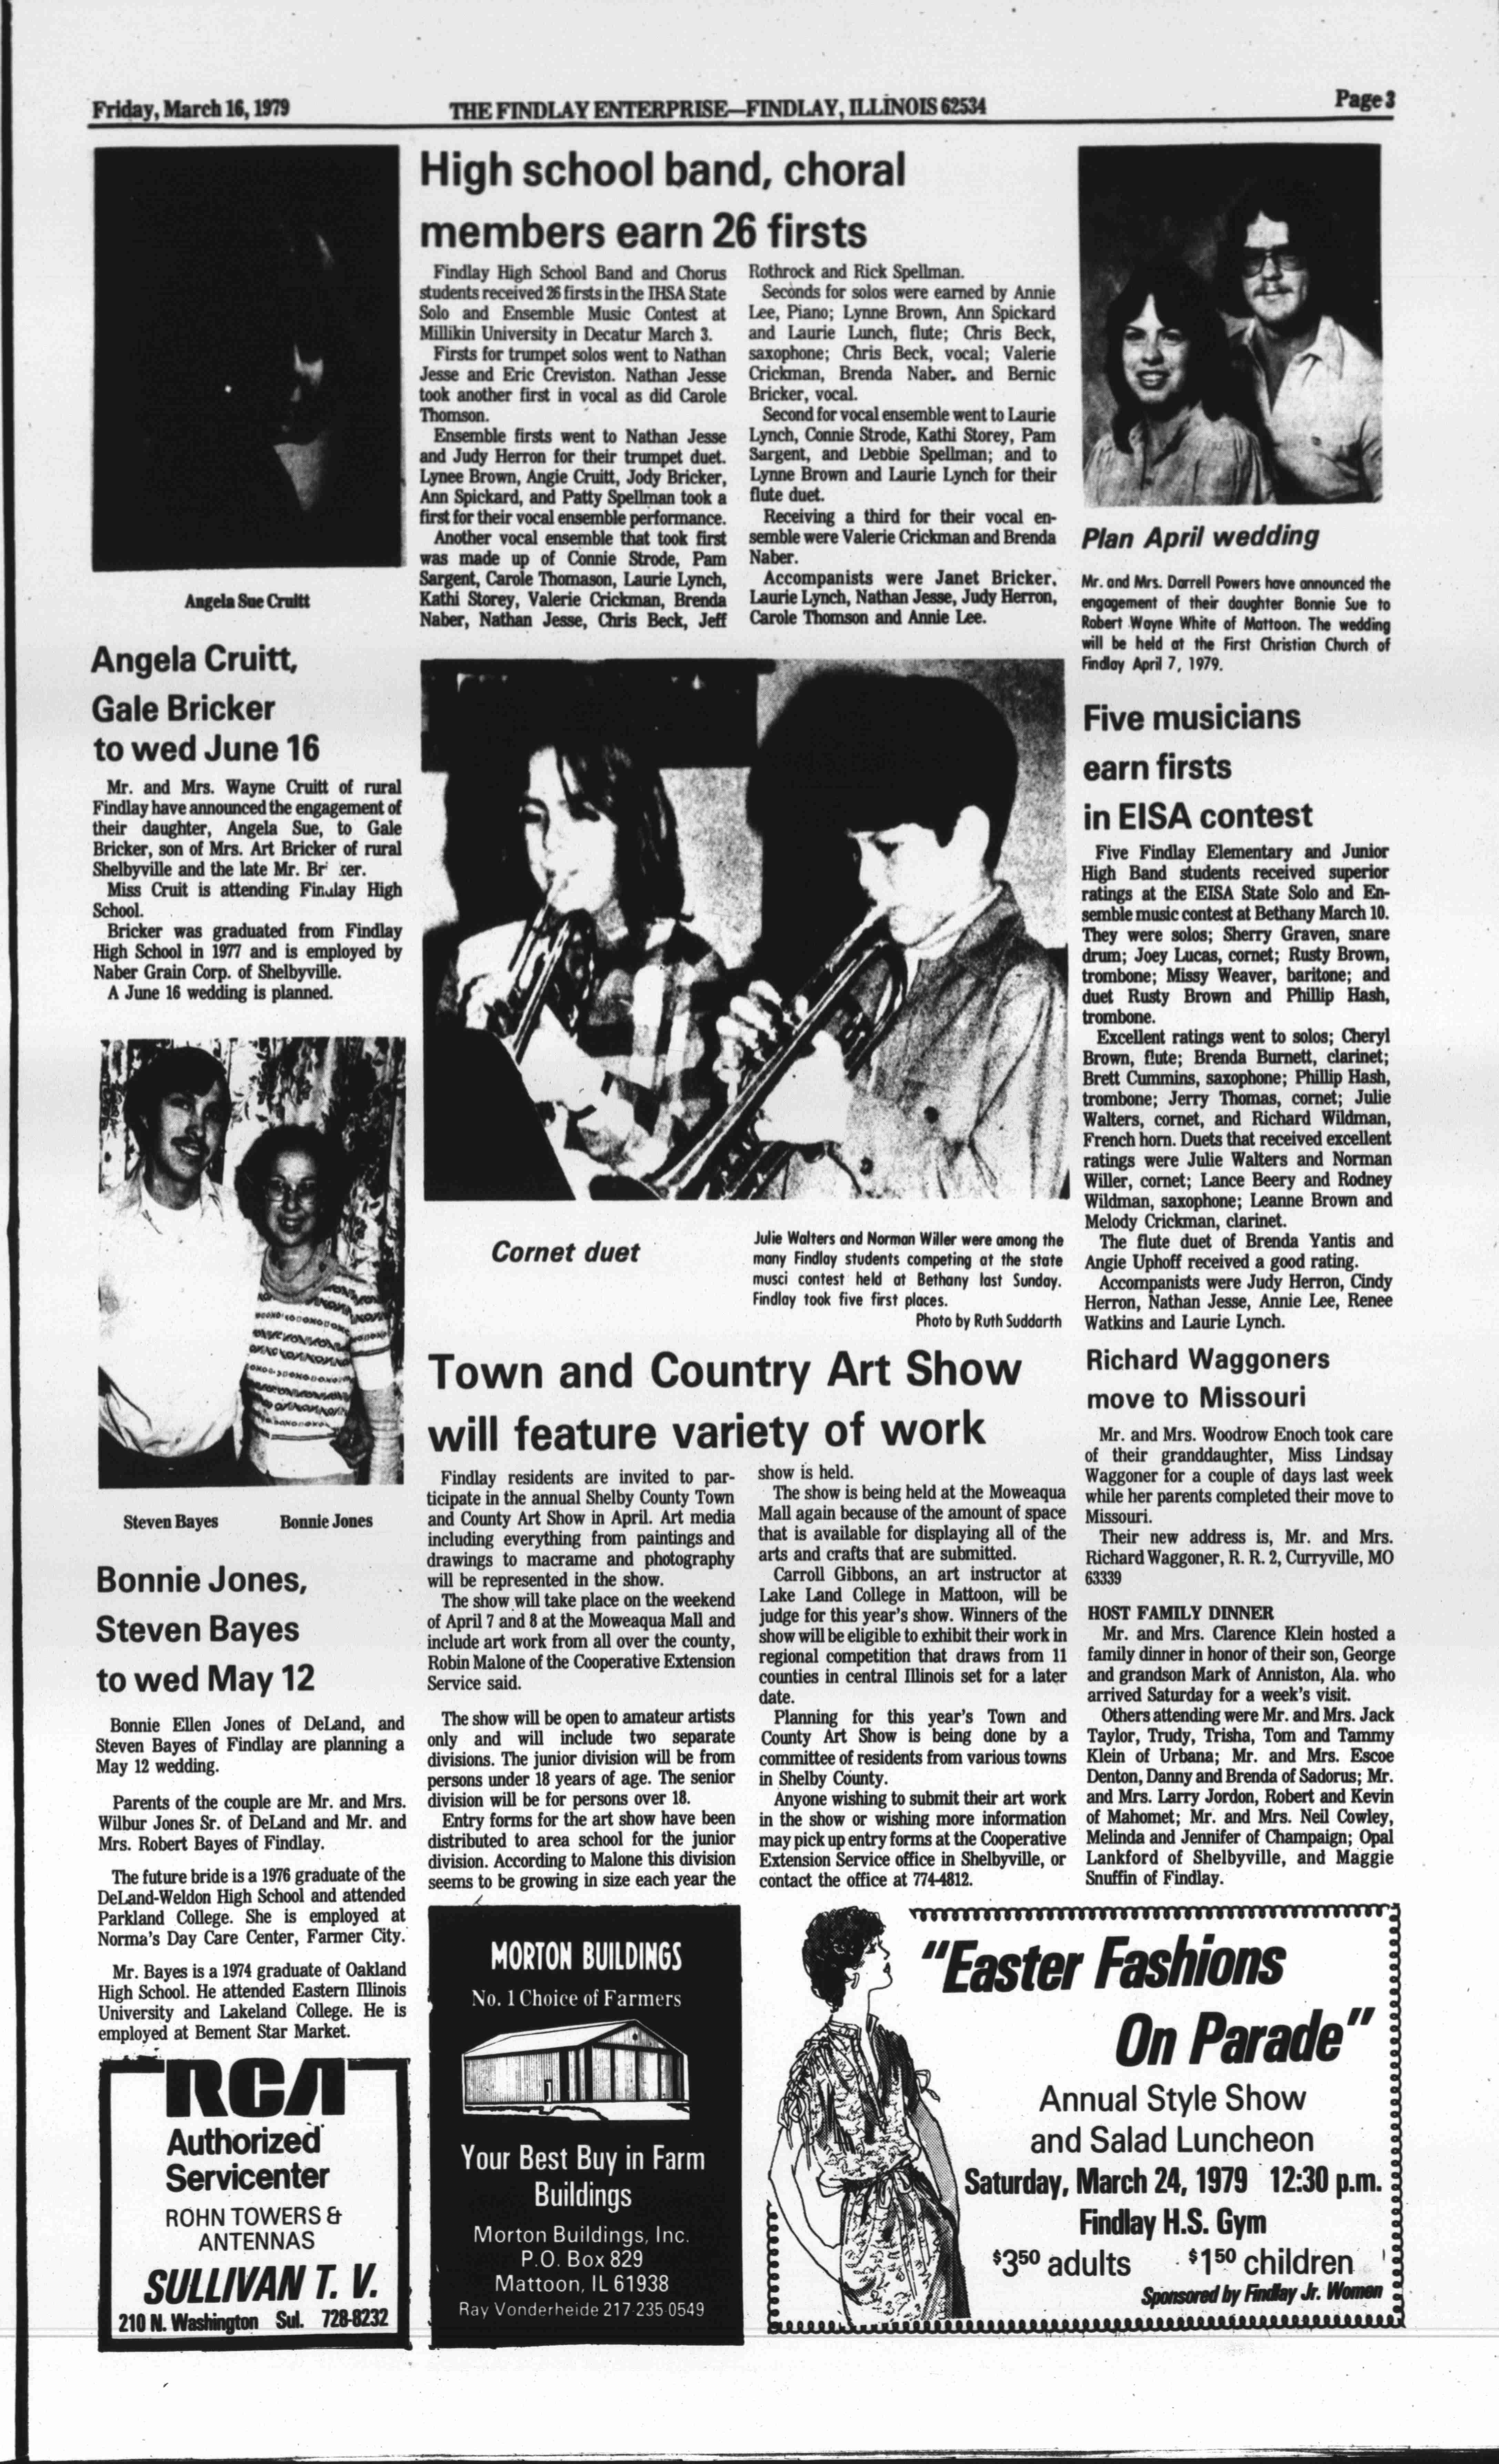 Friday, March 16, 1979
THE FINDLAY ENTERPRISE—FINDLAY, ILLINOIS 62534
Page 3
Angela Sue Cruitt
Angela Cruitt,
Gale Bricker
to wed June 16
Mr. and Mrs. Wayne Cruitt of rural
Findlay have announced the engagement of
their daughter, Angela Sue, to Gale
Bricker, son of Mrs. Art Bricker of rural
Shelbyville and the late Mr.
Miss Cruit is attending Findlay High
School.
Bricker was graduated from Findlay
High School in 1977 and is employed by
Naber Grain Corp. of Shelbyville.
A June 16 wedding is planned.
Steven Bayes Bonnie Jones
Bonnie Jones,
Steven Bayes
to wed May 12
Bonnie Ellen Jones of DeLand, and
Steven Bayes of Findlay are planning a
May 12 wedding.
Parents of the couple are Mr. and Mrs.
Wilbur Jones Sr. of DeLand and Mr. and
Mrs. Robert Bayes of Findlay.
The future bride is a 1976 graduate of the
DeLand-Weldon High School and attended
Parkland College. She is employed at
Norma's Day Care Center, Farmer City.
Mr. Bayes is a 1974 graduate of Oakland
High School. He attended Eastern Illinois
University and Lakeland College. He is
employed at Bement Star Market.
RCA
Authorized
Servicenter
ROHN TOWERS &
ANTENNAS
SULLIVAN T. V.
210 N. Washington Sul. 728-8232
High school band, choral
members earn 26 firsts
Findlay High School Band and Chorus
students received 26 firsts in the IHSA State
Solo and Ensemble Music Contest at
Millikin University in Decatur March 3.
Firsts for trumpet solos went to Nathan
Jesse and Eric Creviston. Nathan Jesse
took another first in vocal as did Carole
Thomson.
Ensemble firsts went to Nathan Jesse
and Judy Herron for their trumpet duet.
Lynee Brown, Angie Cruitt, Jody Bricker,
Ann Spickard, and Patty Spellman took a
first for their vocal ensemble performance.
Another vocal ensemble that took first
was made up of Connie Strode, Pam
Sargent, Carole Thomason, Laurie Lynch,
Kathi Storey, Valerie Crickman, Brenda
Naber, Nathan Jesse, Chris Beck, Jeff
Rothrock and Rick Spellman.
Seconds for solos were earned by Annie
Lee, Piano; Lynne Brown, Ann Spickard
and Laurie Lunch, flute; Chris Beck,
saxophone; Chris Beck, vocal; Valerie
Crickman, Brenda Naber. and Bernic
Bricker, vocal.
Second for vocal ensemble went to Laurie
Lynch, Connie Strode, Kathi Storey, Pam
Sargent, and Debbie Spellman; and to
Lynne Brown and Laurie Lynch for their
flute duet.
Receiving a third for their vocal en-
semble were Valerie Crickman and Brenda
Naber.
Accompanists were Janet Bricker.
Laurie Lynch, Nathan Jesse, Judy Herron,
Carole Thomson and Annie Lee.
Cornet duet
Julie Walters and Norman Willer were among the
many Findlay students competing at the state
musci contest held at Bethany last Sunday.
Findlay took five first places.
Photo by Ruth Suddarth
Town and Country Art Show
will feature variety of work
Findlay residents are invited to par-
ticipate in the annual Shelby County Town
and County Art Show in April. Art media
including everything from paintings and
drawings to macrame and photography
will be represented in the show.
The show will take place on the weekend
of April 7 and 8 at the Moweaqua Mall and
include art work from all over the county,
Robin Malone of the Cooperative Extension
Service said.
The show will be open to amateur artists
only and will include two separate
divisions. The junior division will be from
persons under 18 years of age. The senior
division will be for persons over 18.
Entry forms for the art show have been
distributed to area school for the junior
division. According to Malone this division
seems to be growing in size each year the
show is held.
The show is being held at the Moweaqua
Mall again because of the amount of space
that is available for displaying all of the
arts and crafts that are submitted.
Carroll Gibbons, an art instructor at
Lake Land College in Mattoon, will be
judge for this year's show. Winners of the
show will be eligible to exhibit their work in
regional competition that draws from 11
counties in central Illinois set for a later
date.
Planning for this year's Town and
County Art Show is being done by a
committee of residents from various towns
in Shelby County.
Anyone wishing to submit their art work
in the show or wishing more information
may pick up entry forms at the Cooperative
Extension Service office in Shelbyville, or
contact the office at 774-4812.
MORTON BUILDINGS
No. 1 Choice of Farmers
Your Best Buy in Farm
Buildings
Morton Buildings, Inc.
P.O. Box 829
Mattoon, IL 61938
Ray Vonderheide 217-235-0549
Plan April wedding
Mr. and Mrs. Darrell Powers have announced the
engagement of their daughter Bonnie Sue to
Robert Wayne White of Mattoon. The wedding
will be held at the First Christian Church of
Findlay April 7, 1979.
Five musicians
earn firsts
in EISA contest
Five Findlay Elementary and Junior
High Band students received superior
ratings at the EISA State Solo and En-
semble music contest at Bethany March 10.
They were solos; Sherry Graven, snare
drum; Joey Lucas, cornet; Rusty Brown,
trombone; Missy Weaver, baritone; and
duet Rusty Brown and Phillip Hash,
trombone.
Excellent ratings went to solos; Cheryl
Brown, flute; Brenda Burnett, clarinet;
Brett Cummins, saxophone; Phillip Hash,
trombone; Jerry Thomas, cornet; Julie
Walters, cornet, and Richard Wildman,
French horn. Duets that received excellent
ratings were Julie Walters and Norman
Willer, cornet; Lance Beery and Rodney
Wildman, saxophone; Leanne Brown and
Melody Crickman, clarinet.
The flute duet of Brenda Yantis and
Angie Uphoff received a good rating.
Accompanists were Judy Herron, Cindy
Herron, Nathan Jesse, Annie Lee, Renee
Watkins and Laurie Lynch.
Richard Waggoners
move to Missouri
Mr. and Mrs. Woodrow Enoch took care
of their granddaughter, Miss Lindsay
Waggoner for a couple of days last week
while her parents completed their move to
Missouri.
Their new address is, Mr. and Mrs.
Richard Waggoner, R. R. 2, Curryville, MO
63339
HOST FAMILY DINNER
Mr. and Mrs. Clarence Klein hosted a
family dinner in honor of their son, George
and grandson Mark of Anniston, Ala. who
arrived Saturday for a week's visit.
Others attending were Mr. and Mrs. Jack
Taylor, Trudy, Trisha, Tom and Tammy
Klein of Urbana; Mr. and Mrs. Escoe
Denton, Danny and Brenda of Sadorus; Mr.
and Mrs. Larry Jordon, Robert and Kevin
of Mahomet; Mr. and Mrs. Neil Cowley,
Melinda and Jennifer of Champaign; Opal
Lankford of Shelbyville, and Maggie
Snuffin of Findlay.
"Easter Fashions
On Parade"
Annual Style Show
and Salad Luncheon
Saturday, March 24, 1979 12:30 p.m.
Findlay H.S. Gym
$3⁵⁰ adults $1⁵⁰ children
Sponsored by Findlay Jr. Women